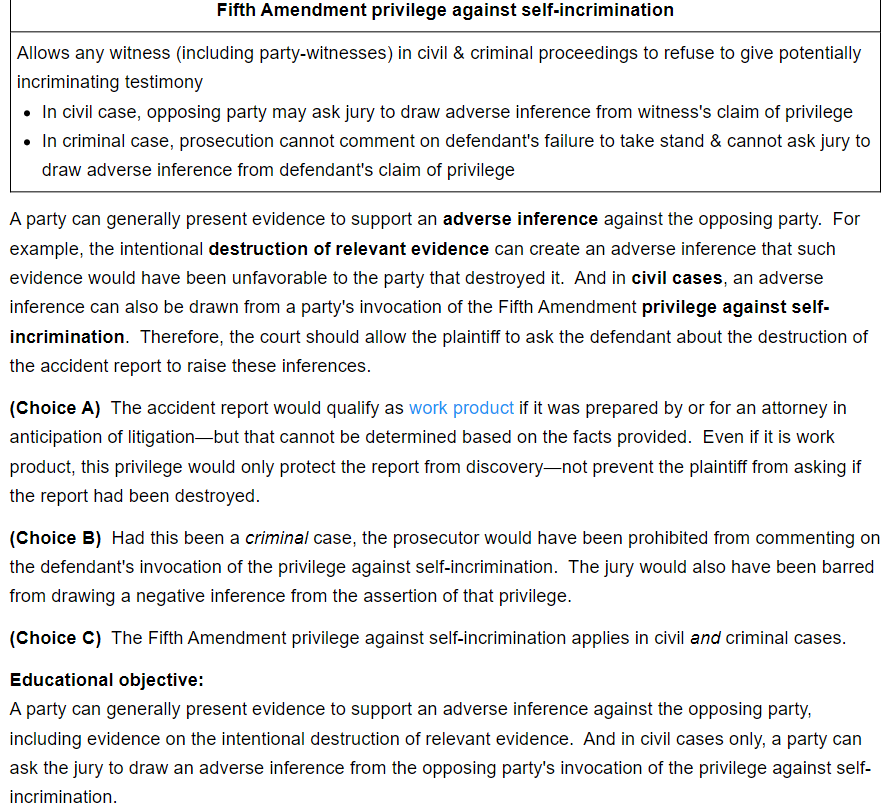 Fifth Amendment privilege against self-incrimination
Allows any witness (including party-witnesses) in civil & criminal proceedings to refuse to give potentially
incriminating testimony
• In civil case, opposing party may ask jury to draw adverse inference from witness's claim of privilege
• In criminal case, prosecution cannot comment on defendant's failure to take stand & cannot ask jury to
draw adverse inference from defendant's claim of privilege
A party can generally present evidence to support an adverse inference against the opposing party. For
example, the intentional destruction of relevant evidence can create an adverse inference that such
evidence would have been unfavorable to the party that destroyed it. And in civil cases, an adverse
inference can also be drawn from a party's invocation of the Fifth Amendment privilege against self-
incrimination. Therefore, the court should allow the plaintiff to ask the defendant about the destruction of
the accident report to raise these inferences.
(Choice A) The accident report would qualify as work product if it was prepared by or for an attorney in
anticipation of litigation—but that cannot be determined based on the facts provided. Even if it is work
product, this privilege would only protect the report from discovery—not prevent the plaintiff from asking if
the report had been destroyed.
(Choice B) Had this been a criminal case, the prosecutor would have been prohibited from commenting on
the defendant's invocation of the privilege against self-incrimination. The jury would also have been barred
from drawing a negative inference from the assertion of that privilege.
(Choice C) The Fifth Amendment privilege against self-incrimination applies in civil and criminal cases.
Educational objective:
A party can generally present evidence to support an adverse inference against the opposing party,
including evidence on the intentional destruction of relevant evidence. And in civil cases only, a party can
ask the jury to draw an adverse inference from the opposing party's invocation of the privilege against self-
incrimination.